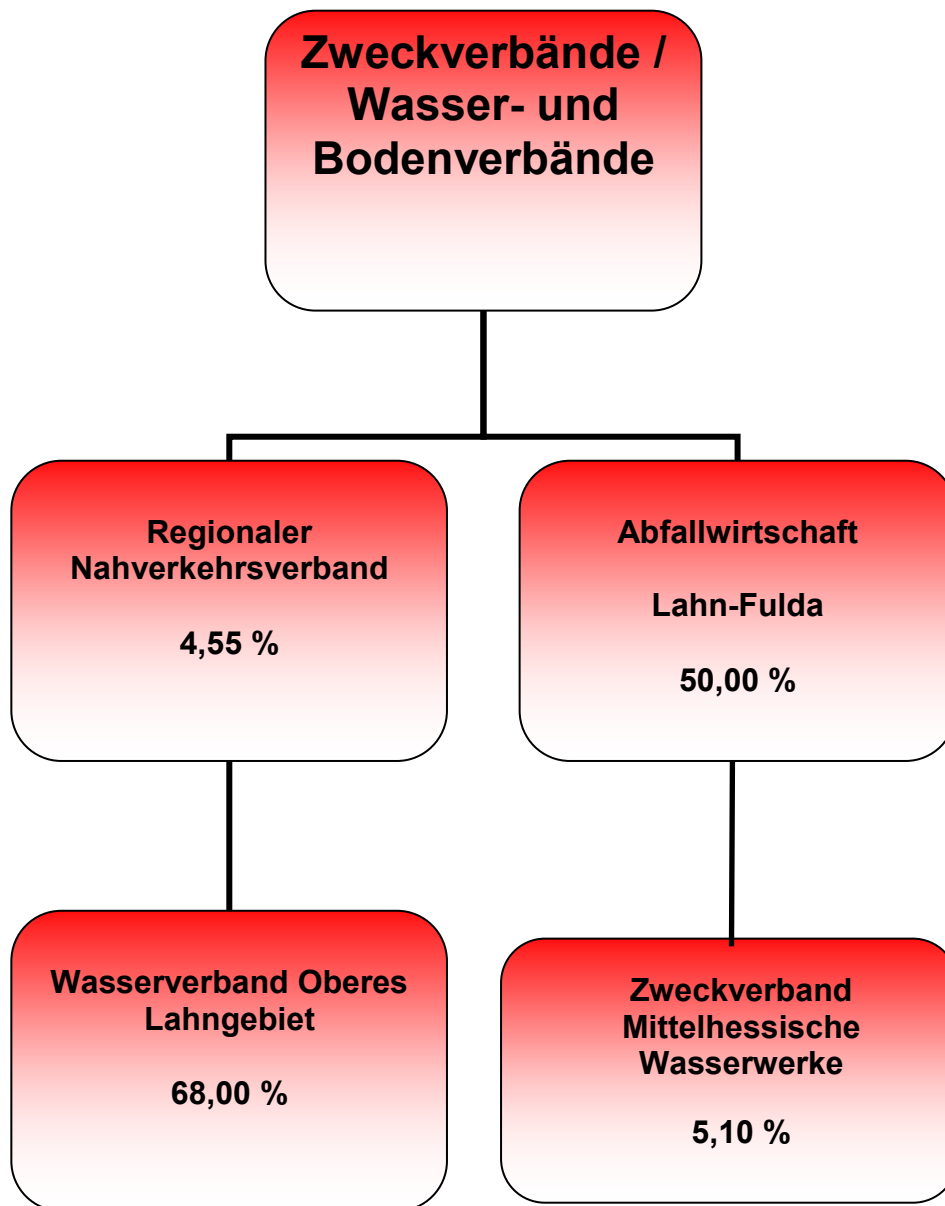 Zweckverbände /
Wasser- und
Bodenverbände
Regionaler
Nahverkehrsverband
4,55 %
Abfallwirtschaft
Lahn-Fulda
50,00 %
Wasserverband Oberes
Lahngebiet
68,00 %
Zweckverband
Mittelhessische
Wasserwerke
5,10 %